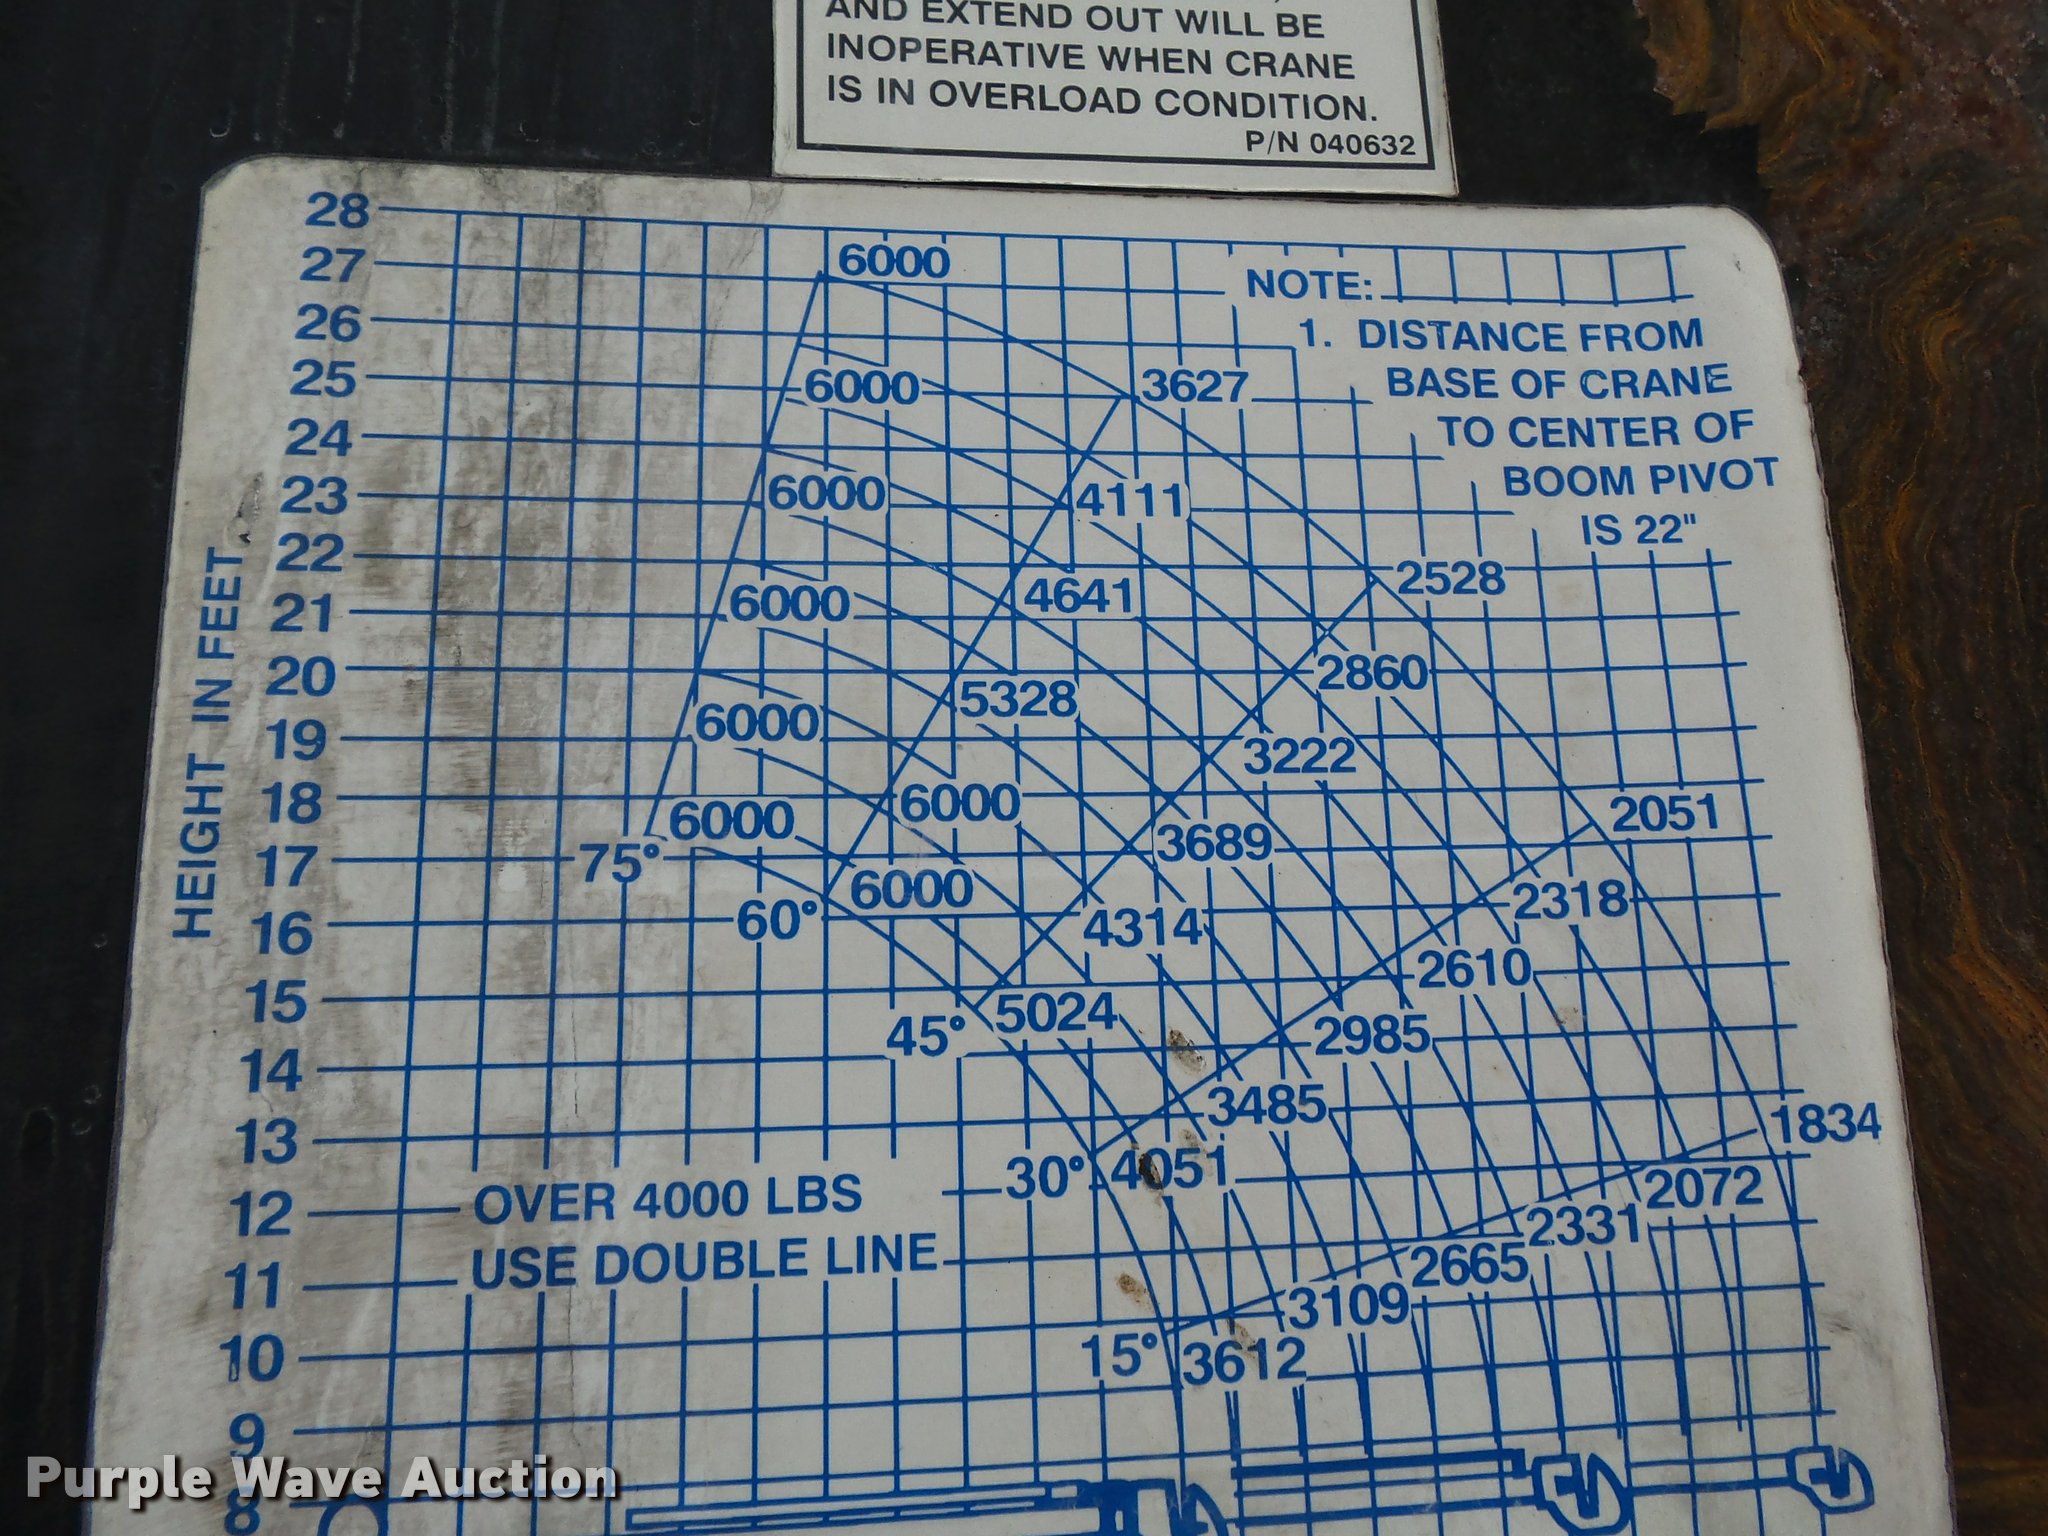 AND EXTEND OUT WILL BE
INOPERATIVE WHEN CRANE
IS IN OVERLOAD CONDITION.
P/N 040632
HEIGHT IN FEET
28
27
26
25
24
23
22
21
20
19
18
17
16
15
14
13
12
11
10
9
8
NOTE:
1. DISTANCE FROM
BASE OF CRANE
TO CENTER OF
BOOM PIVOT
IS 22"
6000
6000 3627
6000 4111
6000 4641 2528
6000 5328 2860
6000 6000 3222
75° 6000 3689 2051
60° 4314 2318
45° 5024 2610
2985
3485
30° 4051 1834
2072
2331
2665
3109
15° 3612
OVER 4000 LBS
USE DOUBLE LINE
Purple Wave Auction